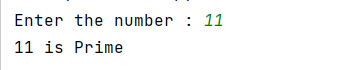 Enter the number : 11
11 is Prime